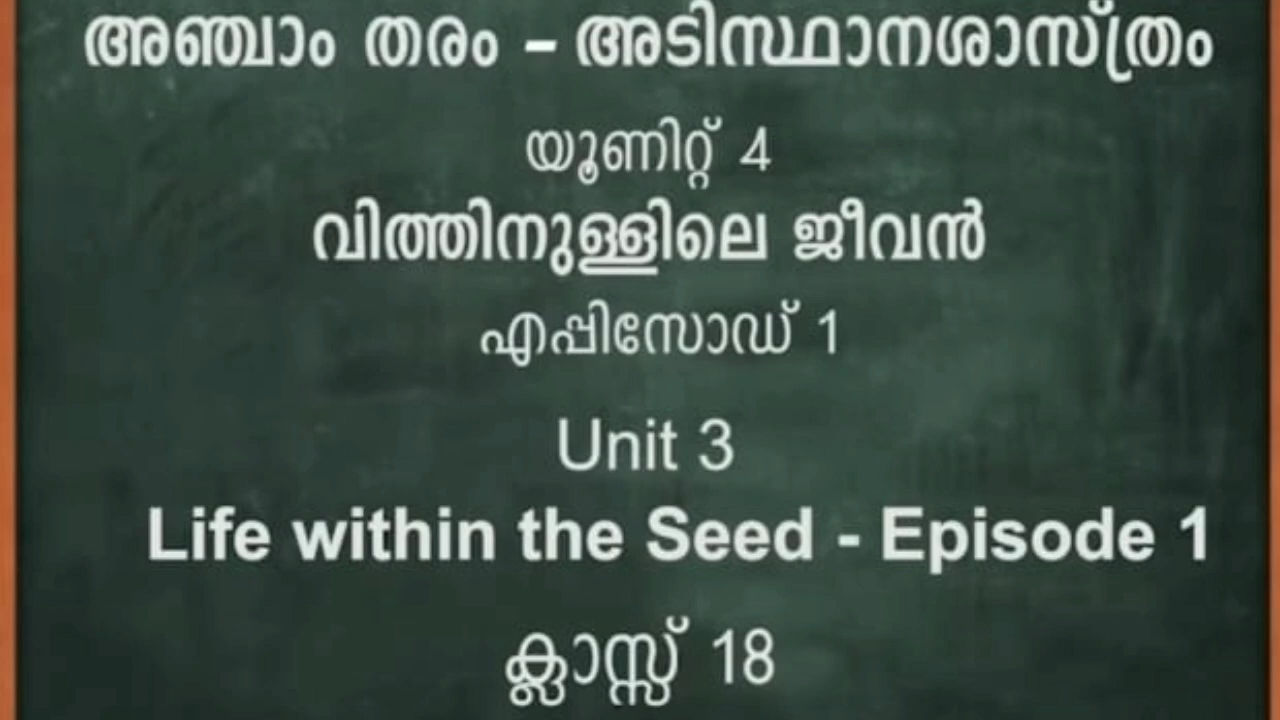 അഞ്ചാം തരം – അടിസ്ഥാനശാസ്ത്രം
യൂണിറ്റ് 4
വിത്തിനുള്ളിലെ ജീവൻ
എപ്പിസോഡ് 1
Unit 3
Life within the Seed - Episode 1
ക്ലാസ്സ് 18